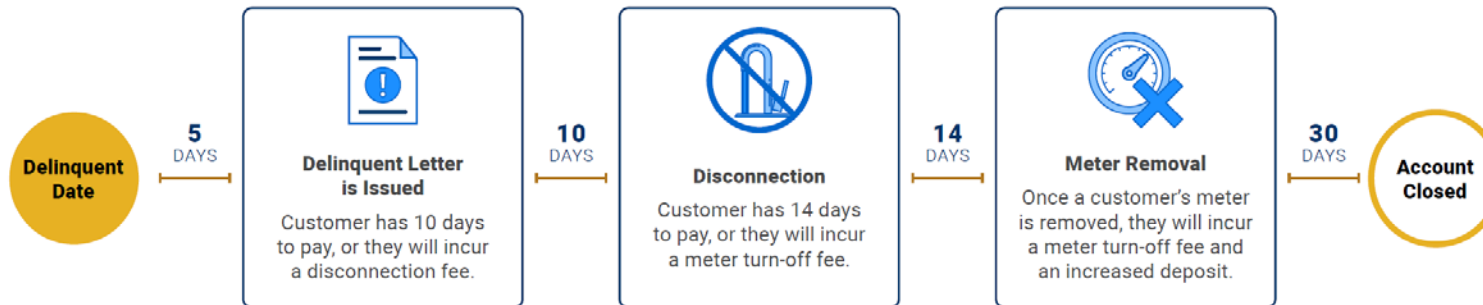 Delinquent
Date
5
DAYS
Delinquent Letter
is Issued
Customer has 10 days
to pay, or they will incur
a disconnection fee.
10
DAYS
Disconnection
Customer has 14 days
to pay, or they will incur
a meter turn-off fee.
14
DAYS
Meter Removal
Once a customer’s meter
is removed, they will incur
a meter turn-off fee and
an increased deposit.
30
DAYS
Account
Closed